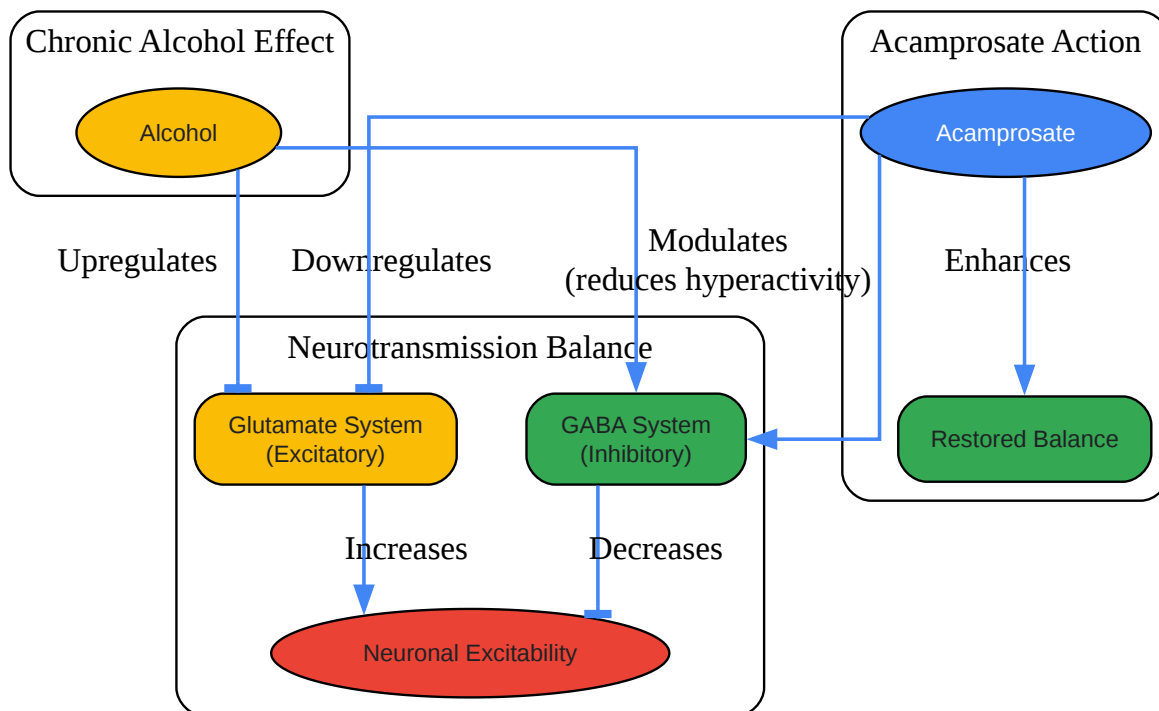 Chronic Alcohol Effect
Acamprosate Action
Alcohol
Acamprosate
Upregulates
Downregulates
Modulates
(reduces hyperactivity)
Enhances
Neurotransmission Balance
Glutamate System
(Excitatory)
GABA System
(Inhibitory)
Restored Balance
Increases
Decreases
Neuronal Excitability